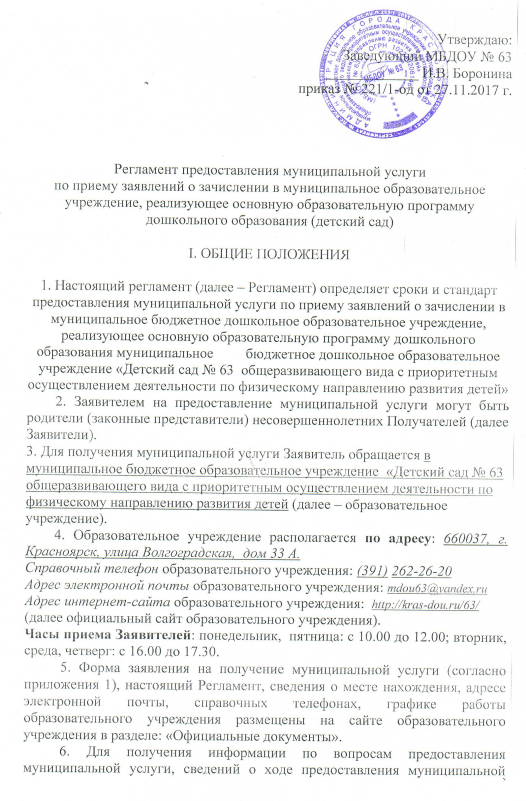 Утверждаю:
Заведующий МБДОУ № 63
И.В. Боронина
приказ № 221/1-од от 27.11.2017 г.
МБДОУ № 63
Регламент предоставления муниципальной услуги
по приему заявлений о зачислении в муниципальное образовательное
учреждение, реализующее основную образовательную программу
дошкольного образования (детский сад)
I. ОБЩИЕ ПОЛОЖЕНИЯ
1. Настоящий регламент (далее – Регламент) определяет сроки и стандарт
предоставления муниципальной услуги по приему заявлений о зачислении в
муниципальное бюджетное дошкольное образовательное учреждение,
реализующее основную образовательную программу дошкольного
образования муниципальное бюджетное дошкольное образовательное
учреждение «Детский сад № 63 общеразвивающего вида с приоритетным
осуществлением деятельности по физическому направлению развития детей»
2. Заявителем на предоставление муниципальной услуги могут быть
родители (законные представители) несовершеннолетних Получателей (далее
Заявители).
3. Для получения муниципальной услуги Заявитель обращается в
муниципальное бюджетное образовательное учреждение «Детский сад № 63
общеразвивающего вида с приоритетным осуществлением деятельности по
физическому направлению развития детей (далее – образовательное
учреждение).
4. Образовательное учреждение располагается по адресу: 660037, г.
Красноярск, улица Волгоградская, дом 33 А.
Справочный телефон образовательного учреждения: (391) 262-26-20
Адрес электронной почты образовательного учреждения: mdou63@yandex.ru
Адрес интернет-сайта образовательного учреждения: http://kras-dou.ru/63/
(далее официальный сайт образовательного учреждения).
Часы приема Заявителей: понедельник, пятница: с 10.00 до 12.00; вторник,
среда, четверг: с 16.00 до 17.30.
5. Форма заявления на получение муниципальной услуги (согласно
приложения 1), настоящий Регламент, сведения о месте нахождения, адресе
электронной почты, справочных телефонах, графике работы
образовательного учреждения размещены на сайте образовательного
учреждения в разделе: «Официальные документы».
6. Для получения информации по вопросам предоставления
муниципальной услуги, сведений о ходе предоставления муниципальной